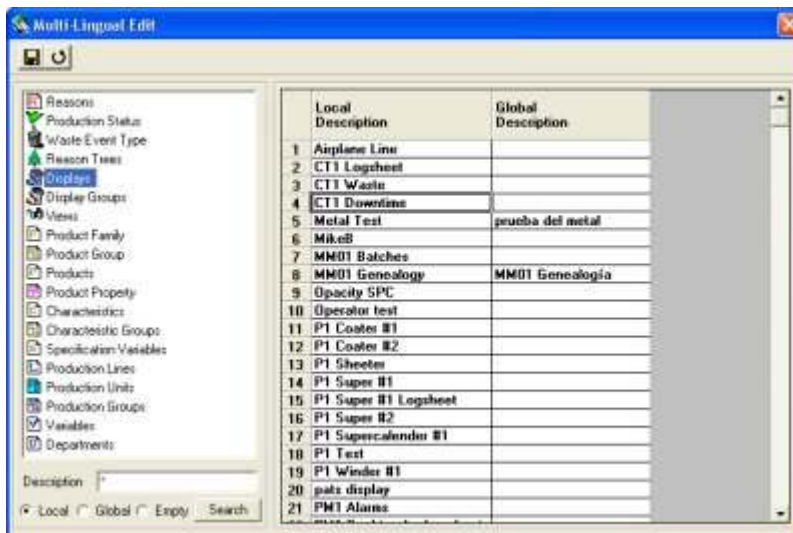 Multi-Lingual Edit
Reasons
Production Status
Waste Event Type
Reason Trees
Displays
Display Groups
Views
Product Family
Product Group
Products
Product Property
Characteristics
Characteristic Groups
Specification Variables
Production Lines
Production Units
Production Groups
Variables
Departments
Description
Local Global Empty Search
Local Description Global Description
1 Airplane Line
2 CT1 Logsheet
3 CT1 Waste
4 CT1 Downtime
5 Metal Test prueba del metal
6 MikeB
7 MM01 Batches
8 MM01 Genealogy MM01 Genealogía
9 Opacity SPC
10 Operator test
11 P1 Coater #1
12 P1 Coater #2
13 P1 Sheeter
14 P1 Super #1
15 P1 Super #1 Logsheet
16 P1 Super #2
17 P1 Supercalender #1
18 P1 Test
19 P1 Winder #1
20 pats display
21 PM1 Alarms